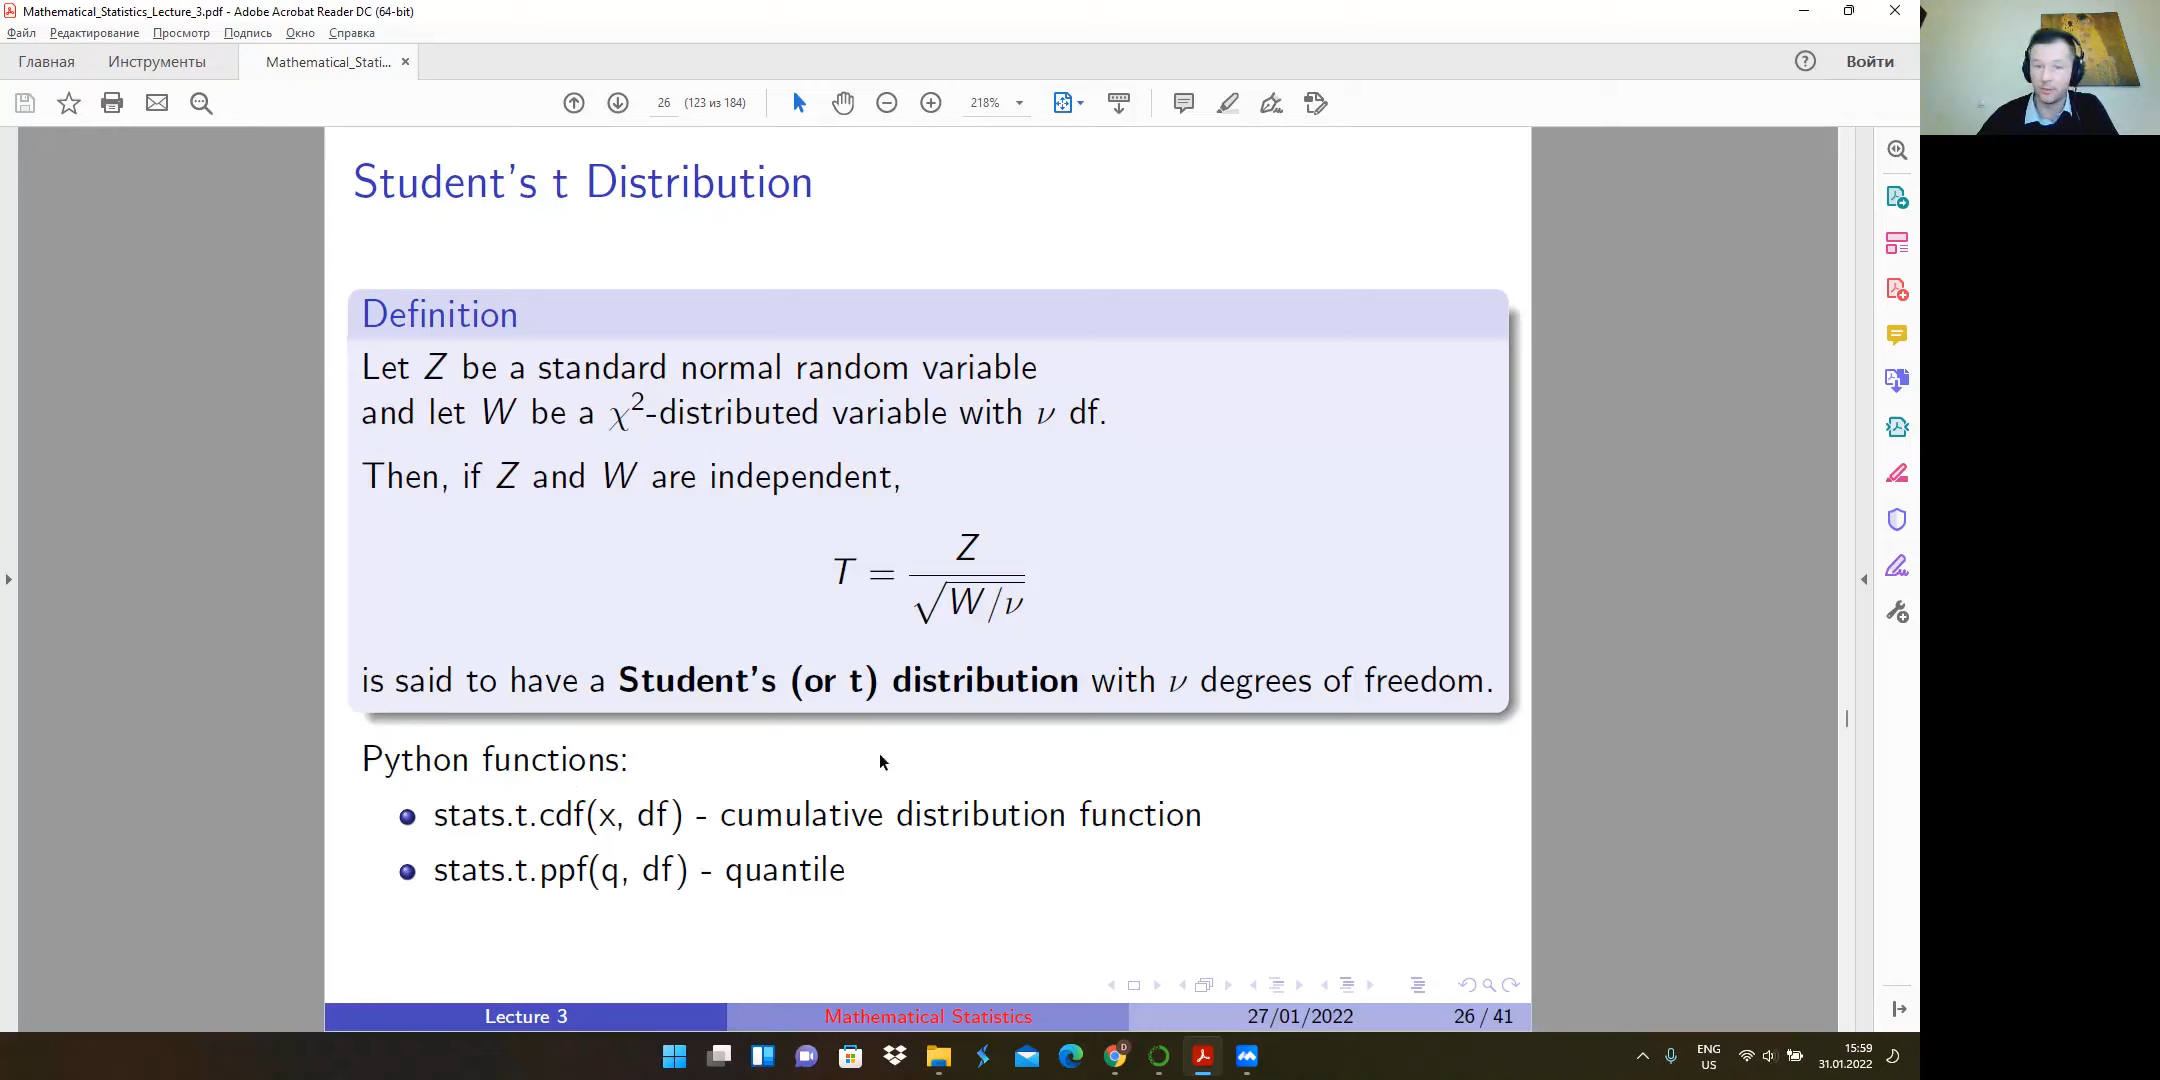 Mathematical_Statistics_Lecture_3.pdf - Adobe Acrobat Reader DC (64-bit)
Файл Редактирование Просмотр Подпись Окно Справка
Главная Инструменты Mathematical_Stati... × Войти
26 (123 из 184) 218%
Student's t Distribution
Definition
Let Z be a standard normal random variable
and let W be a χ²-distributed variable with ν df.
Then, if Z and W are independent,
T = Z / √(W/ν)
is said to have a Student's (or t) distribution with ν degrees of freedom.
Python functions:
stats.t.cdf(x, df) - cumulative distribution function
stats.t.ppf(q, df) - quantile
Lecture 3 Mathematical Statistics 27/01/2022 26 / 41
D
ENG
US
15:59
31.01.2022